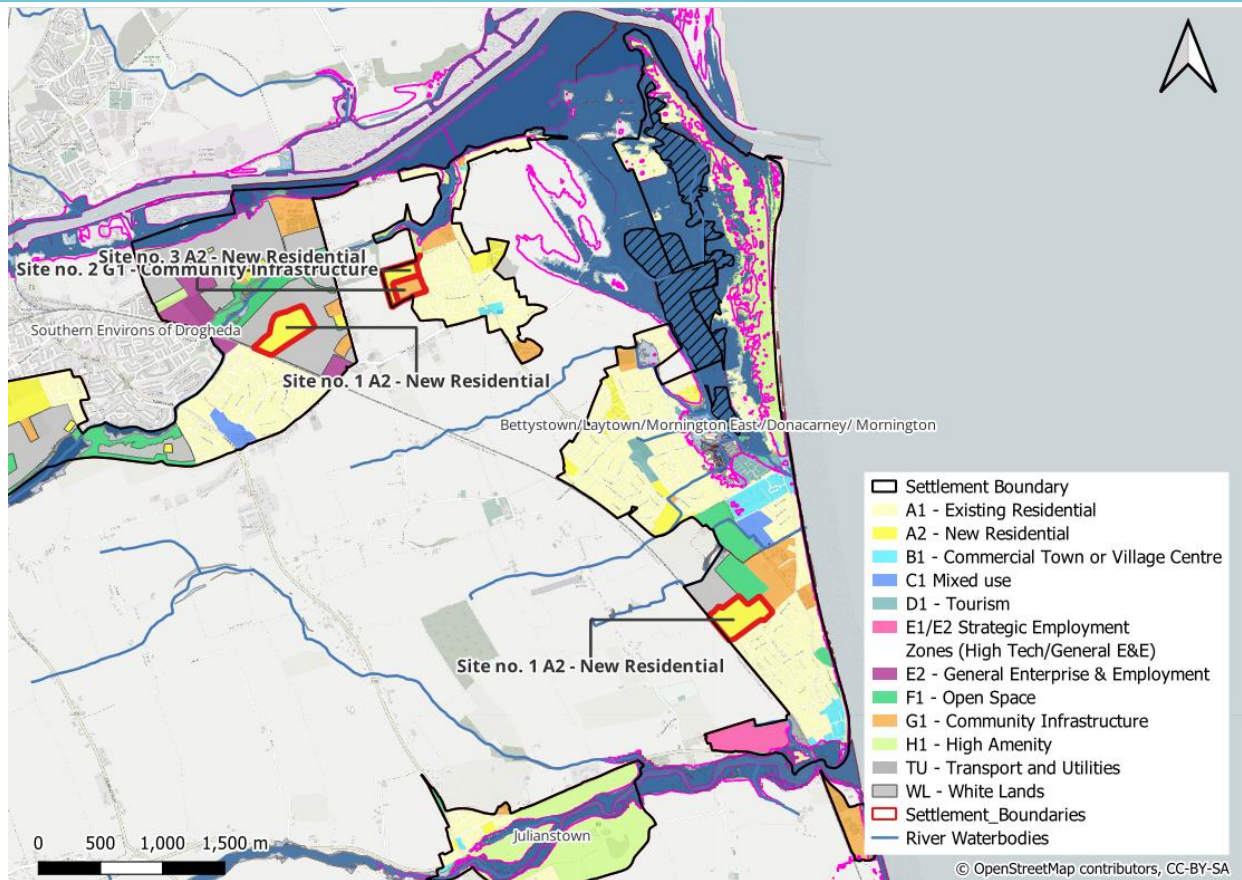 Site no. 3 A2 - New Residential
Site no. 2 G1 - Community Infrastructure
Southern Environs of Drogheda
Site no. 1 A2 - New Residential
Bettystown/Laytown/Mornington East /Donacarney/ Mornington
Site no. 1 A2 - New Residential
Julianstown
Settlement Boundary
A1 - Existing Residential
A2 - New Residential
B1 - Commercial Town or Village Centre
C1 Mixed use
D1 - Tourism
E1/E2 Strategic Employment
Zones (High Tech/General E&E)
E2 - General Enterprise & Employment
F1 - Open Space
G1 - Community Infrastructure
H1 - High Amenity
TU - Transport and Utilities
WL - White Lands
Settlement_Boundaries
River Waterbodies
0 500 1,000 1,500 m
© OpenStreetMap contributors, CC-BY-SA